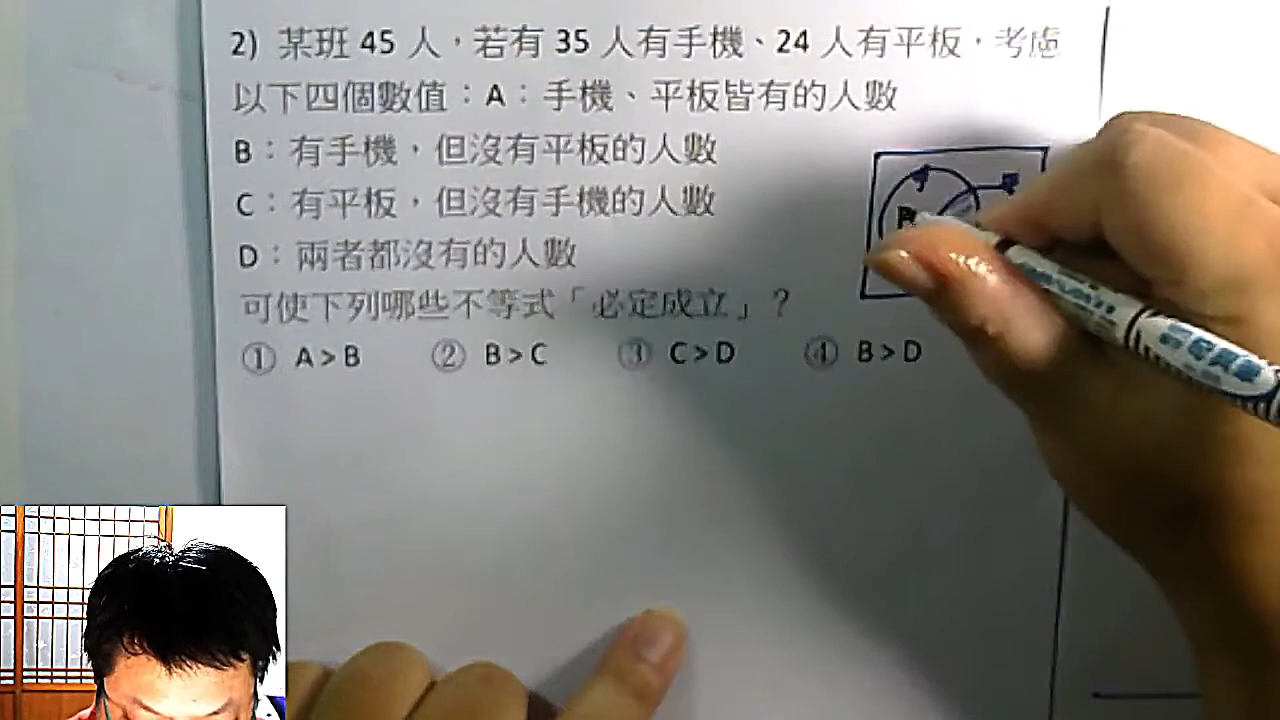 2) 某班 45 人，若有 35 人有手機、24 人有平板，考慮
以下四個數值：A：手機、平板皆有的人數
B：有手機，但沒有平板的人數
C：有平板，但沒有手機的人數
D：兩者都沒有的人數
可使下列哪些不等式「必定成立」？
① A > B ② B > C ③ C > D ④ B > D
B